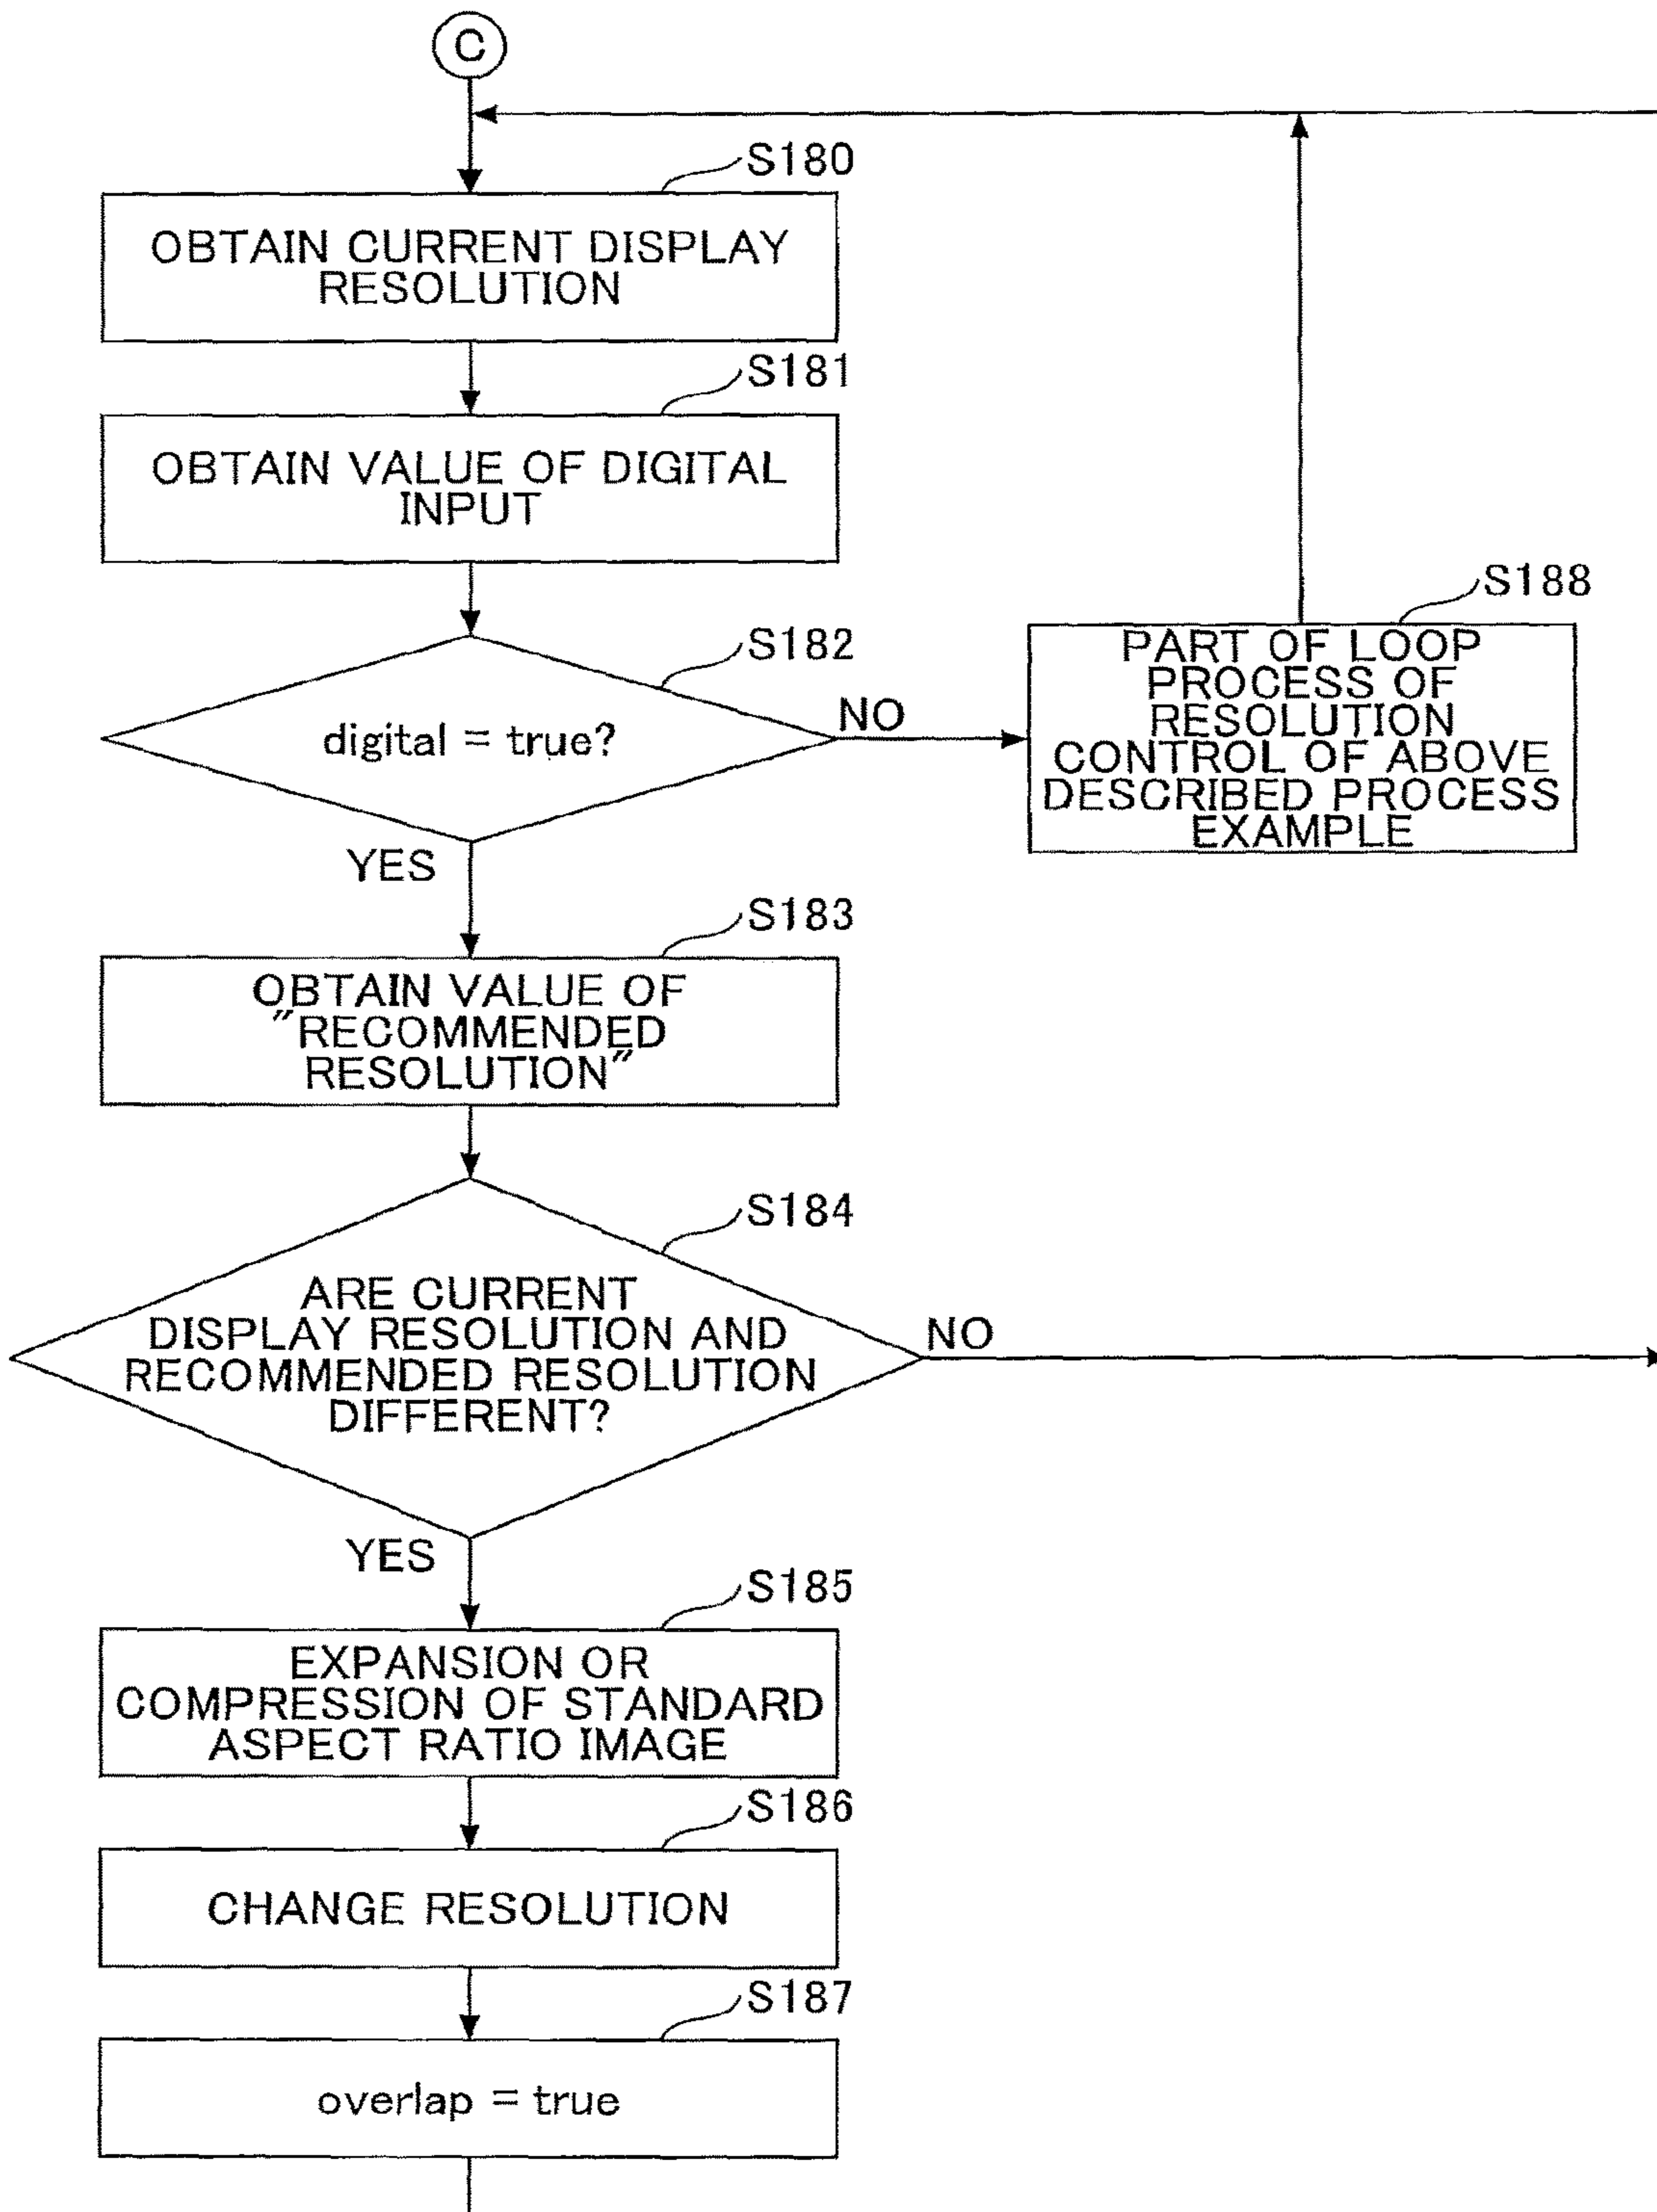 C
S180
OBTAIN CURRENT DISPLAY
RESOLUTION
S181
OBTAIN VALUE OF DIGITAL
INPUT
S182
digital = true?
NO
YES
S188
PART OF LOOP
PROCESS OF
RESOLUTION
CONTROL OF ABOVE
DESCRIBED PROCESS
EXAMPLE
S183
OBTAIN VALUE OF
"RECOMMENDED
RESOLUTION"
S184
ARE CURRENT
DISPLAY RESOLUTION AND
RECOMMENDED RESOLUTION
DIFFERENT?
NO
YES
S185
EXPANSION OR
COMPRESSION OF STANDARD
ASPECT RATIO IMAGE
S186
CHANGE RESOLUTION
S187
overlap = true